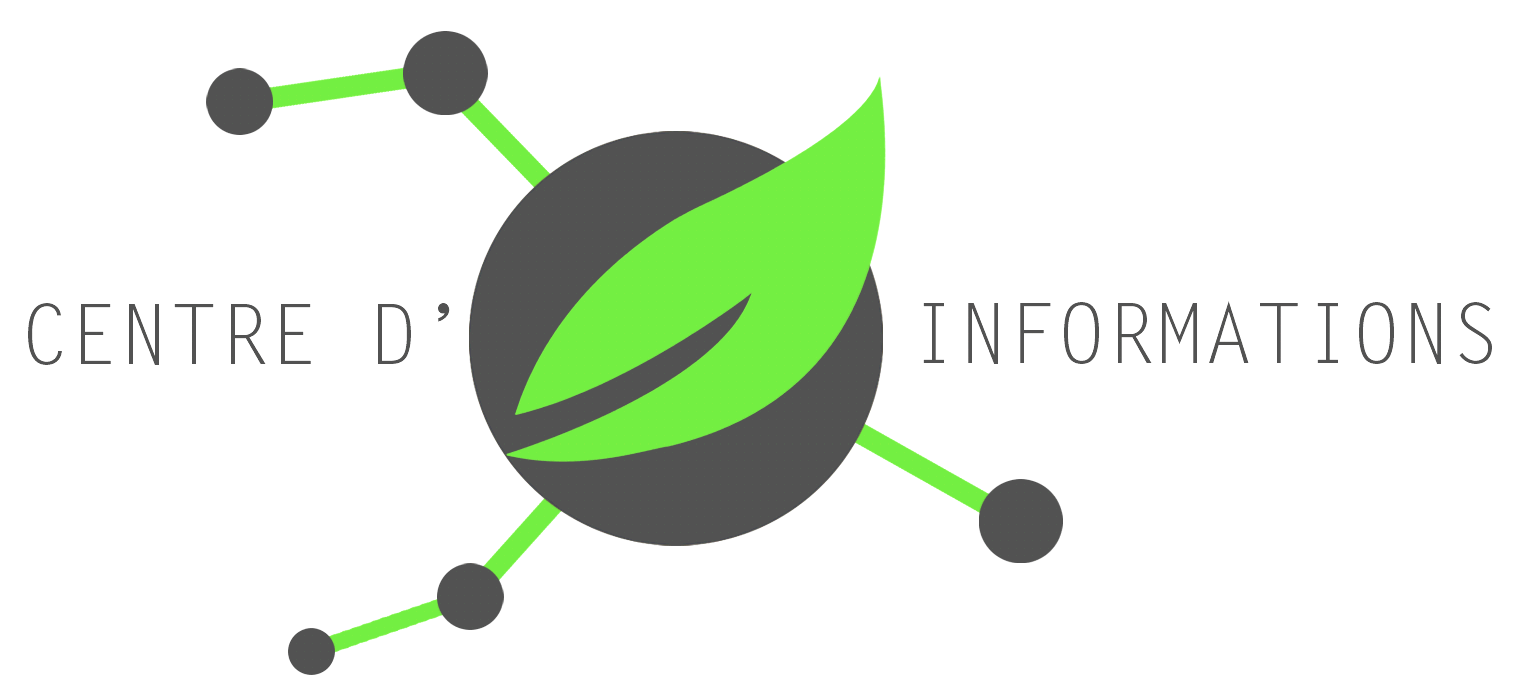 CENTRE D' INFORMATIONS